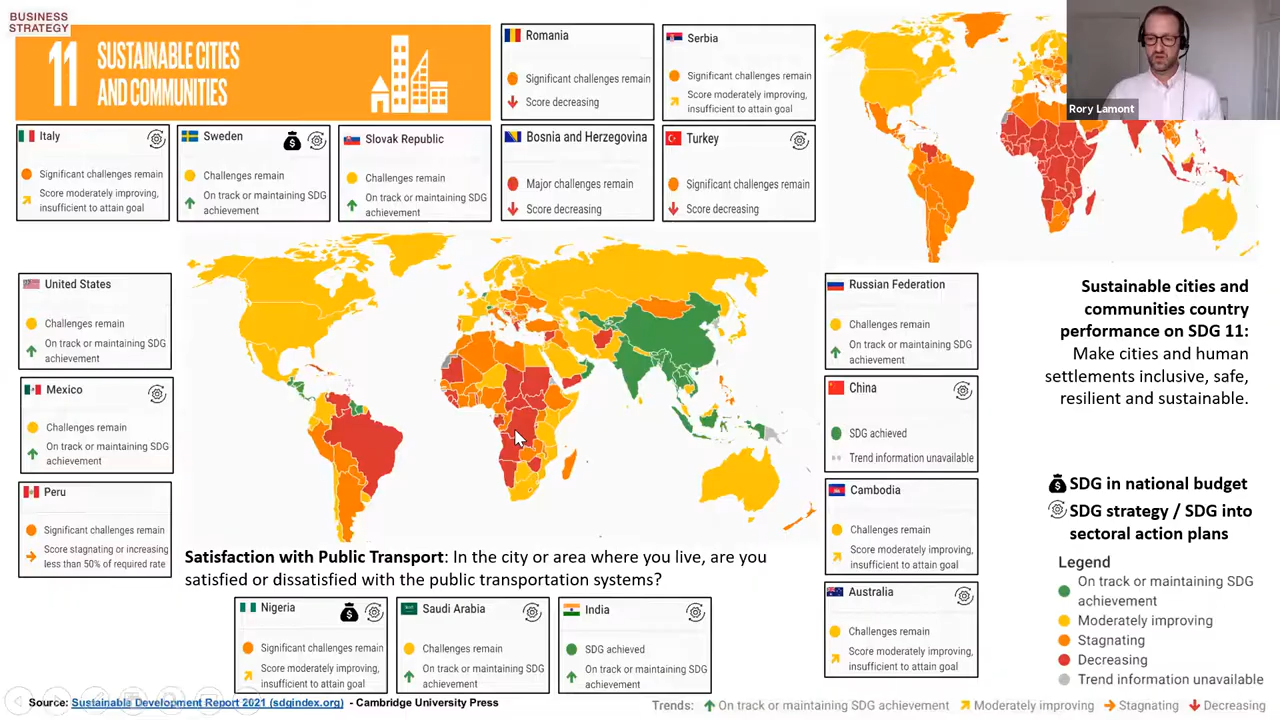 BUSINESS
STRATEGY
11
SUSTAINABLE CITIES
AND COMMUNITIES
Romania
Significant challenges remain
Score decreasing
Serbia
Significant challenges remain
Score moderately improving,
insufficient to attain goal
Rory Lamont
Italy
Significant challenges remain
Score moderately improving,
insufficient to attain goal
Sweden
Challenges remain
On track or maintaining SDG
achievement
Slovak Republic
Challenges remain
On track or maintaining SDG
achievement
Bosnia and Herzegovina
Major challenges remain
Score decreasing
Turkey
Significant challenges remain
Score decreasing
United States
Challenges remain
On track or maintaining SDG
achievement
Mexico
Challenges remain
On track or maintaining SDG
achievement
Peru
Significant challenges remain
Score stagnating or increasing
less than 50% of required rate
Satisfaction with Public Transport: In the city or area where you live, are you
satisfied or dissatisfied with the public transportation systems?
Nigeria
Significant challenges remain
Score moderately improving,
insufficient to attain goal
Saudi Arabia
Challenges remain
On track or maintaining SDG
achievement
India
SDG achieved
On track or maintaining SDG
achievement
Russian Federation
Challenges remain
On track or maintaining SDG
achievement
China
SDG achieved
Trend information unavailable
Cambodia
Challenges remain
Score moderately improving,
insufficient to attain goal
Australia
Challenges remain
Score moderately improving,
insufficient to attain goal
Sustainable cities and
communities country
performance on SDG 11:
Make cities and human
settlements inclusive, safe,
resilient and sustainable.
SDG in national budget
SDG strategy / SDG into
sectoral action plans
Legend
On track or maintaining SDG
achievement
Moderately improving
Stagnating
Decreasing
Trend information unavailable
Source: Sustainable Development Report 2021 (sdgindex.org) - Cambridge University Press
Trends: On track or maintaining SDG achievement Moderately improving Stagnating Decreasing